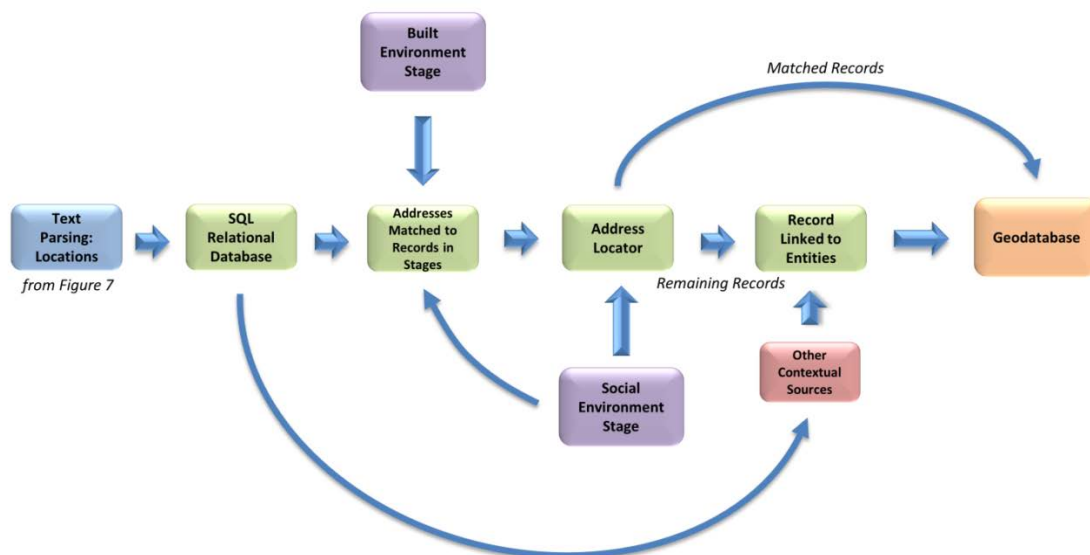 Built
Environment
Stage
Matched Records
Text
Parsing:
Locations
from Figure 7
SQL
Relational
Database
Addresses
Matched to
Records in
Stages
Address
Locator
Record
Linked to
Entities
Geodatabase
Remaining Records
Social
Environment
Stage
Other
Contextual
Sources